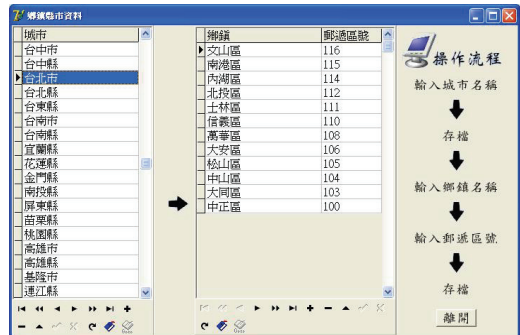 鄉鎮縣市資料
城市
台中市
台中縣
台北市
台北縣
台東縣
台南市
台南縣
宜蘭縣
花蓮縣
金門縣
南投縣
屏東縣
苗栗縣
桃園縣
高雄市
高雄縣
基隆市
連江縣
鄉鎮 郵遞區號
文山區 116
南港區 115
內湖區 114
北投區 112
士林區 111
信義區 110
萬華區 108
大安區 106
松山區 105
中山區 104
大同區 103
中正區 100
操作流程
輸入城市名稱
存檔
輸入鄉鎮名稱
輸入郵遞區號
存檔
離開